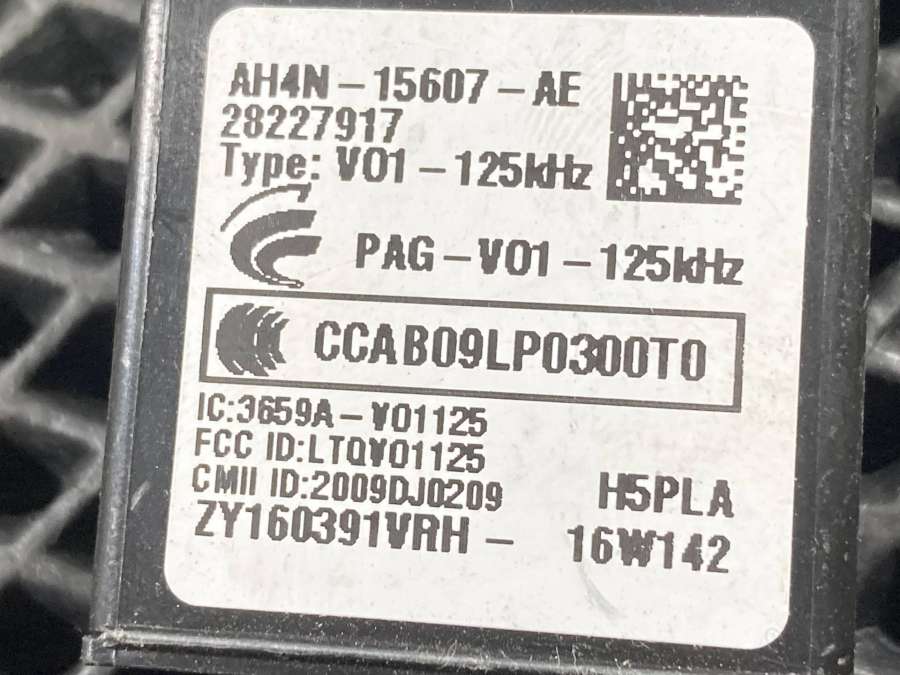 AH4N-15607-AE
28227917
Type: V01-125kHz
PAG-V01-125kHz
CCAB09LP0300T0
IC:3659A-V01125
FCC ID:LTQV01125
CMII ID:2009DJ0209
H5PLA
ZY160391VRH- 16W142